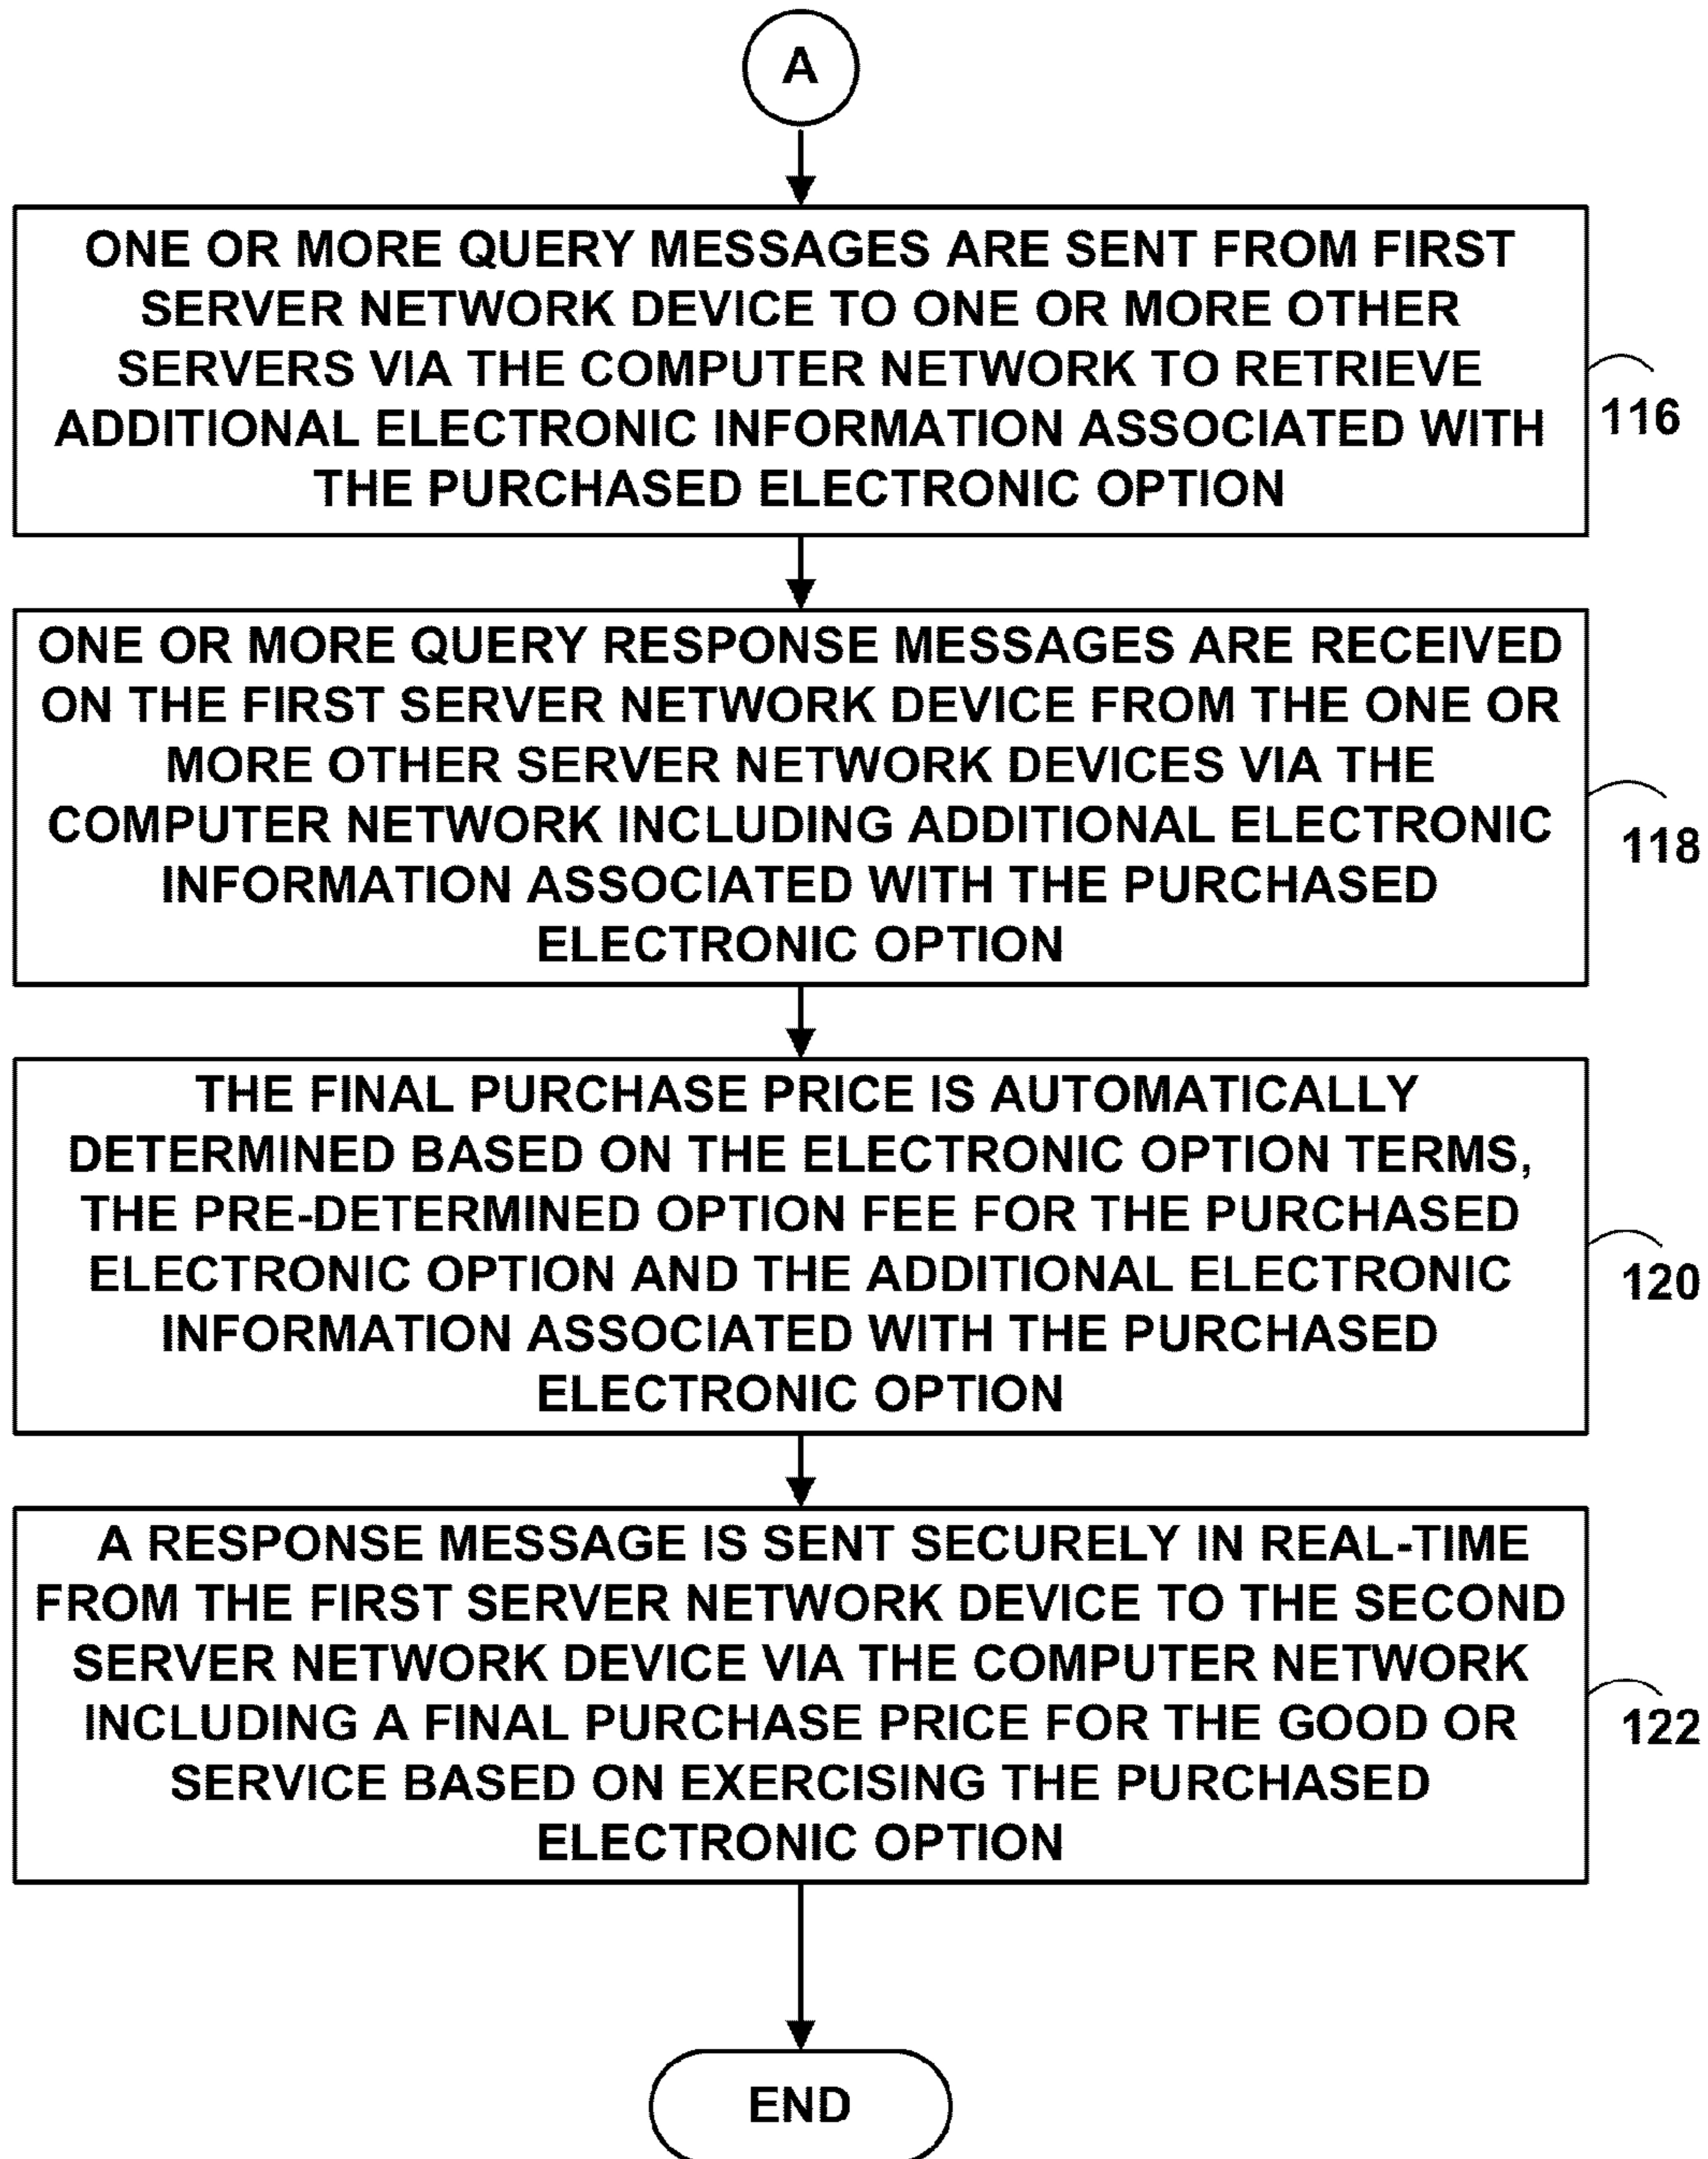 A
ONE OR MORE QUERY MESSAGES ARE SENT FROM FIRST
SERVER NETWORK DEVICE TO ONE OR MORE OTHER
SERVERS VIA THE COMPUTER NETWORK TO RETRIEVE
ADDITIONAL ELECTRONIC INFORMATION ASSOCIATED WITH
THE PURCHASED ELECTRONIC OPTION
116
ONE OR MORE QUERY RESPONSE MESSAGES ARE RECEIVED
ON THE FIRST SERVER NETWORK DEVICE FROM THE ONE OR
MORE OTHER SERVER NETWORK DEVICES VIA THE
COMPUTER NETWORK INCLUDING ADDITIONAL ELECTRONIC
INFORMATION ASSOCIATED WITH THE PURCHASED
ELECTRONIC OPTION
118
THE FINAL PURCHASE PRICE IS AUTOMATICALLY
DETERMINED BASED ON THE ELECTRONIC OPTION TERMS,
THE PRE-DETERMINED OPTION FEE FOR THE PURCHASED
ELECTRONIC OPTION AND THE ADDITIONAL ELECTRONIC
INFORMATION ASSOCIATED WITH THE PURCHASED
ELECTRONIC OPTION
120
A RESPONSE MESSAGE IS SENT SECURELY IN REAL-TIME
FROM THE FIRST SERVER NETWORK DEVICE TO THE SECOND
SERVER NETWORK DEVICE VIA THE COMPUTER NETWORK
INCLUDING A FINAL PURCHASE PRICE FOR THE GOOD OR
SERVICE BASED ON EXERCISING THE PURCHASED
ELECTRONIC OPTION
122
END